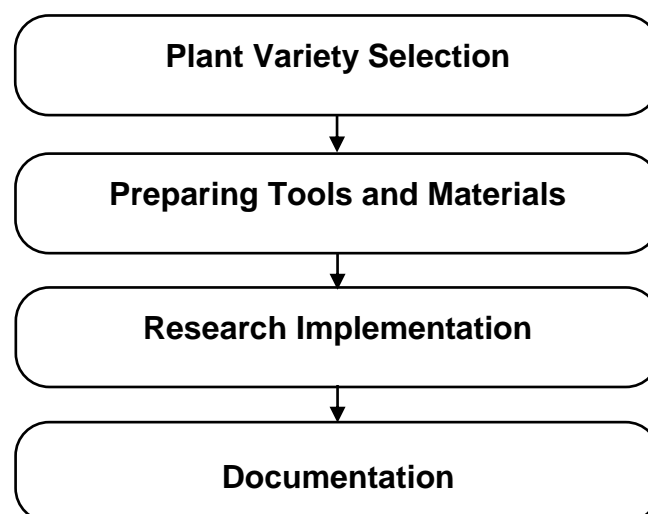 Plant Variety Selection
Preparing Tools and Materials
Research Implementation
Documentation